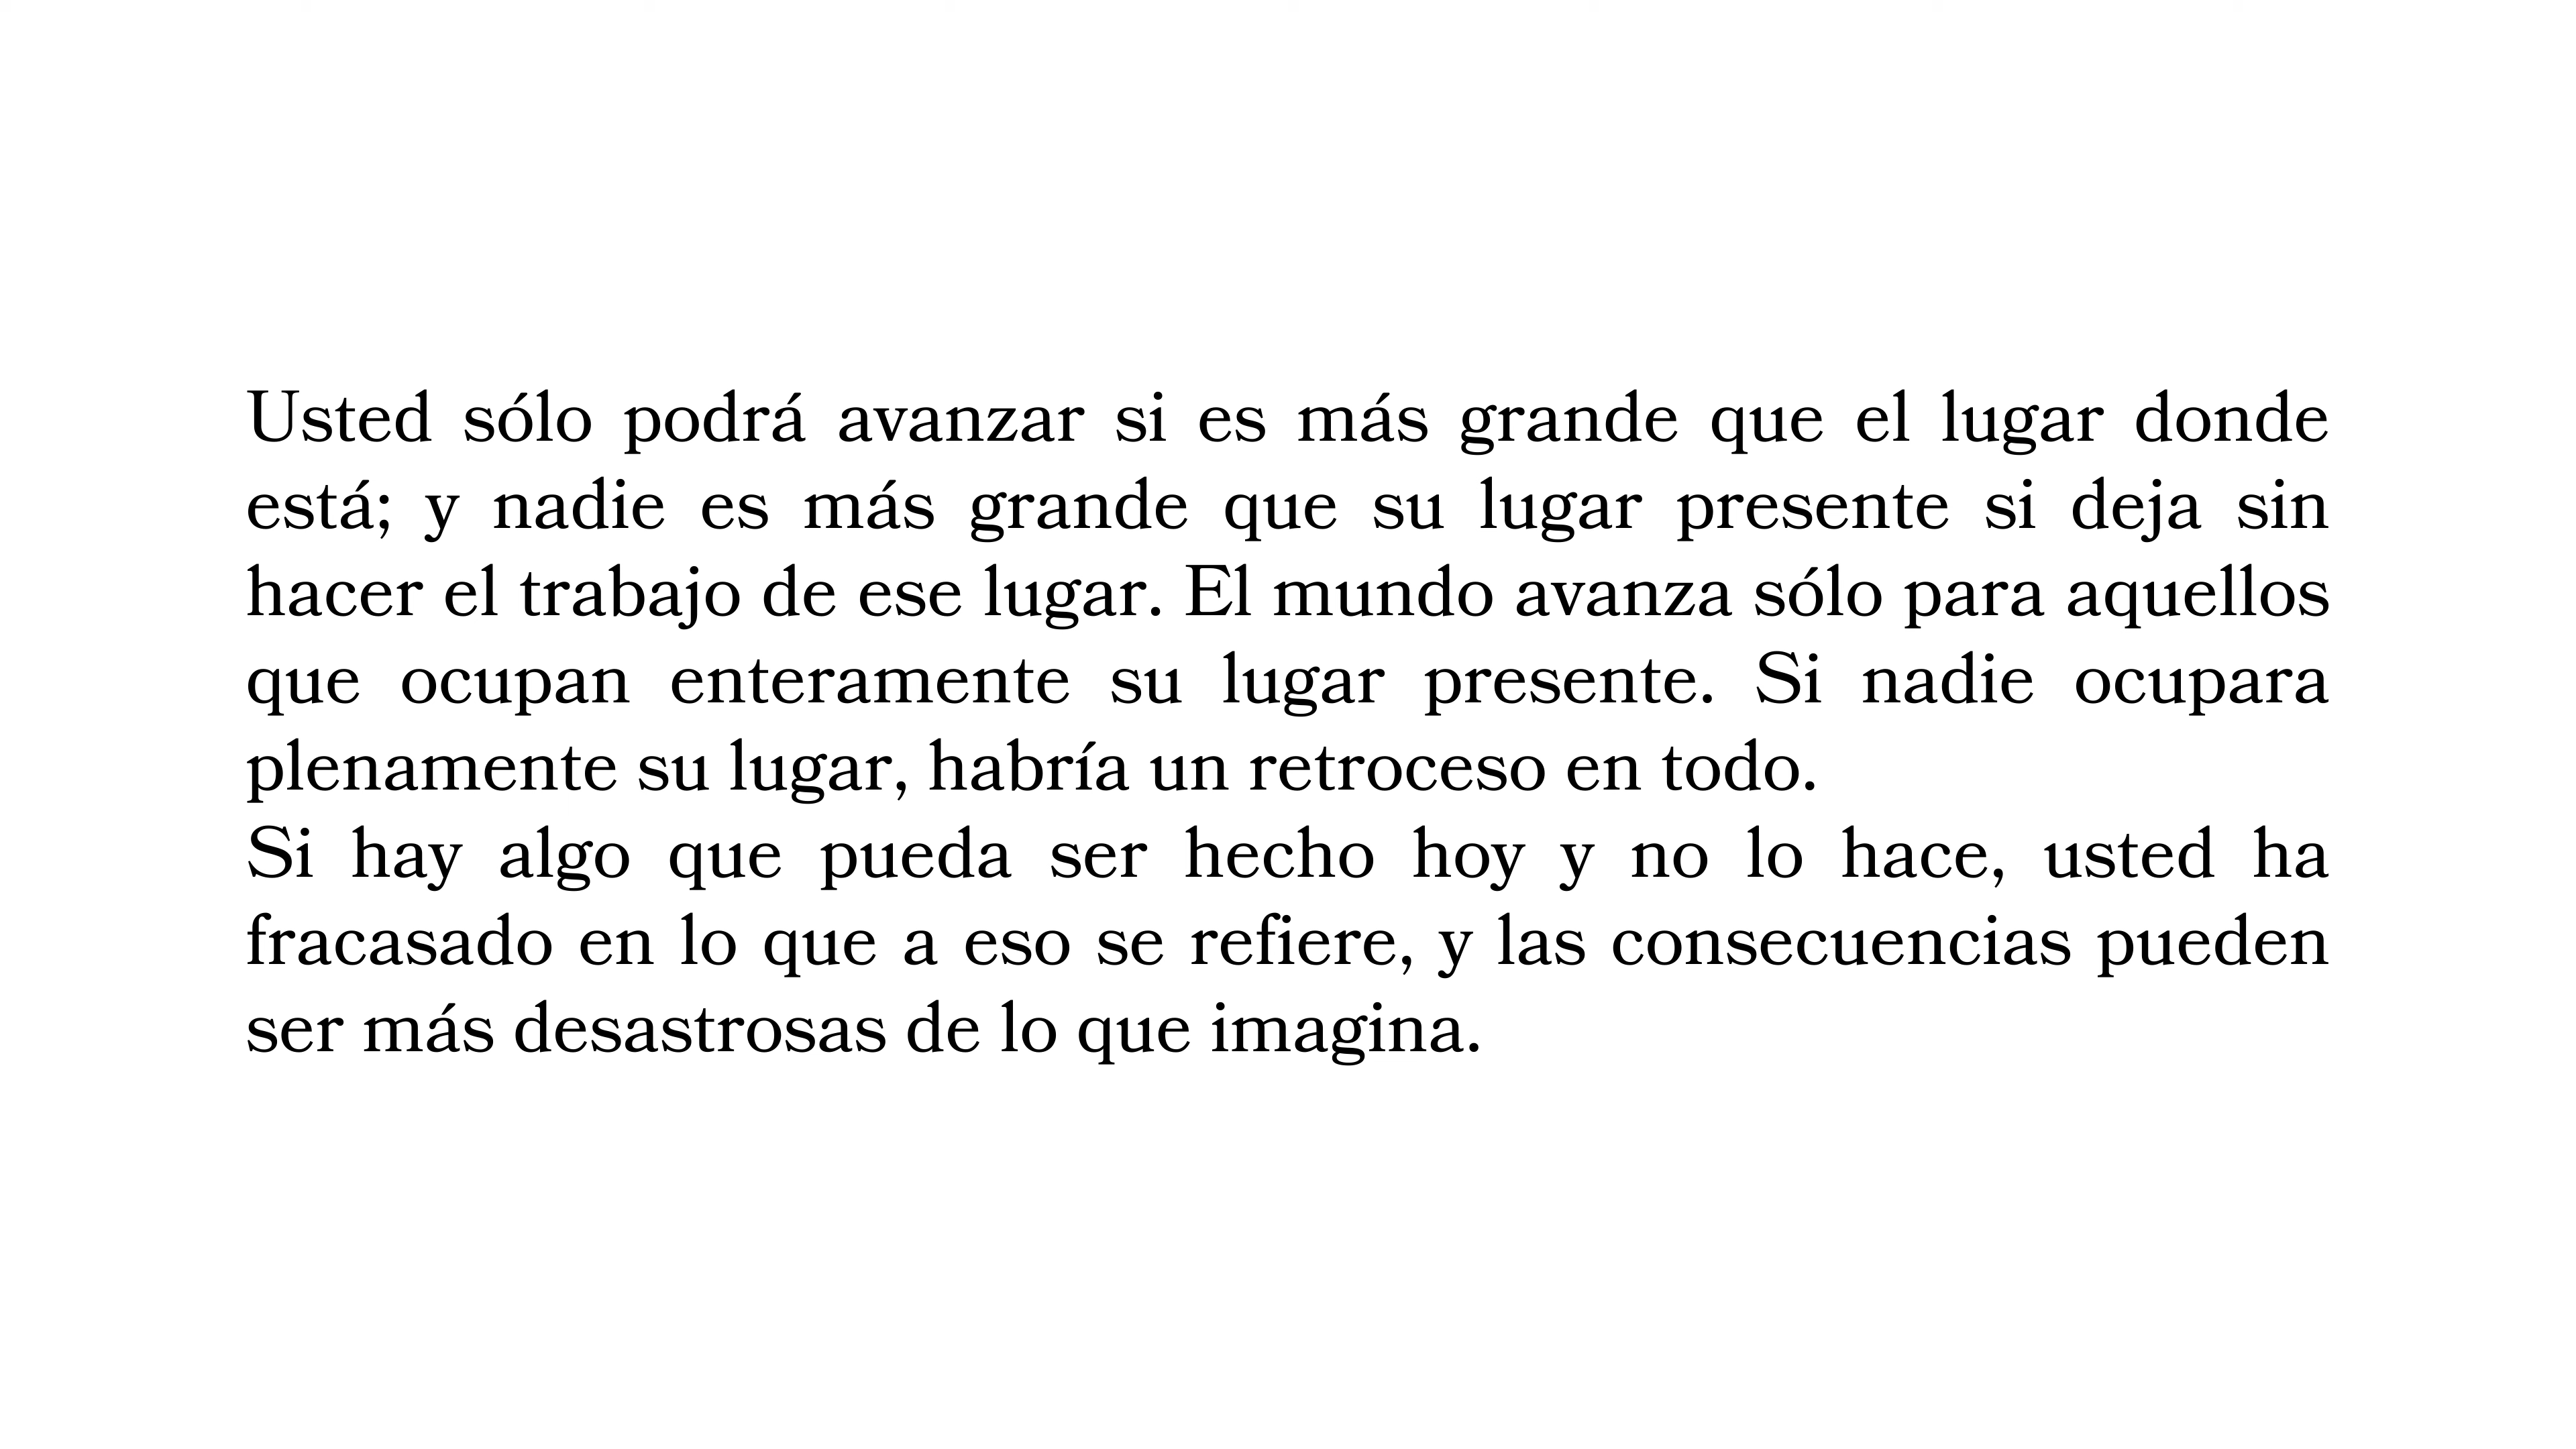 Usted sólo podrá avanzar si es más grande que el lugar donde
está; y nadie es más grande que su lugar presente si deja sin
hacer el trabajo de ese lugar. El mundo avanza sólo para aquellos
que ocupan enteramente su lugar presente. Si nadie ocupara
plenamente su lugar, habría un retroceso en todo.
Si hay algo que pueda ser hecho hoy y no lo hace, usted ha
fracasado en lo que a eso se refiere, y las consecuencias pueden
ser más desastrosas de lo que imagina.